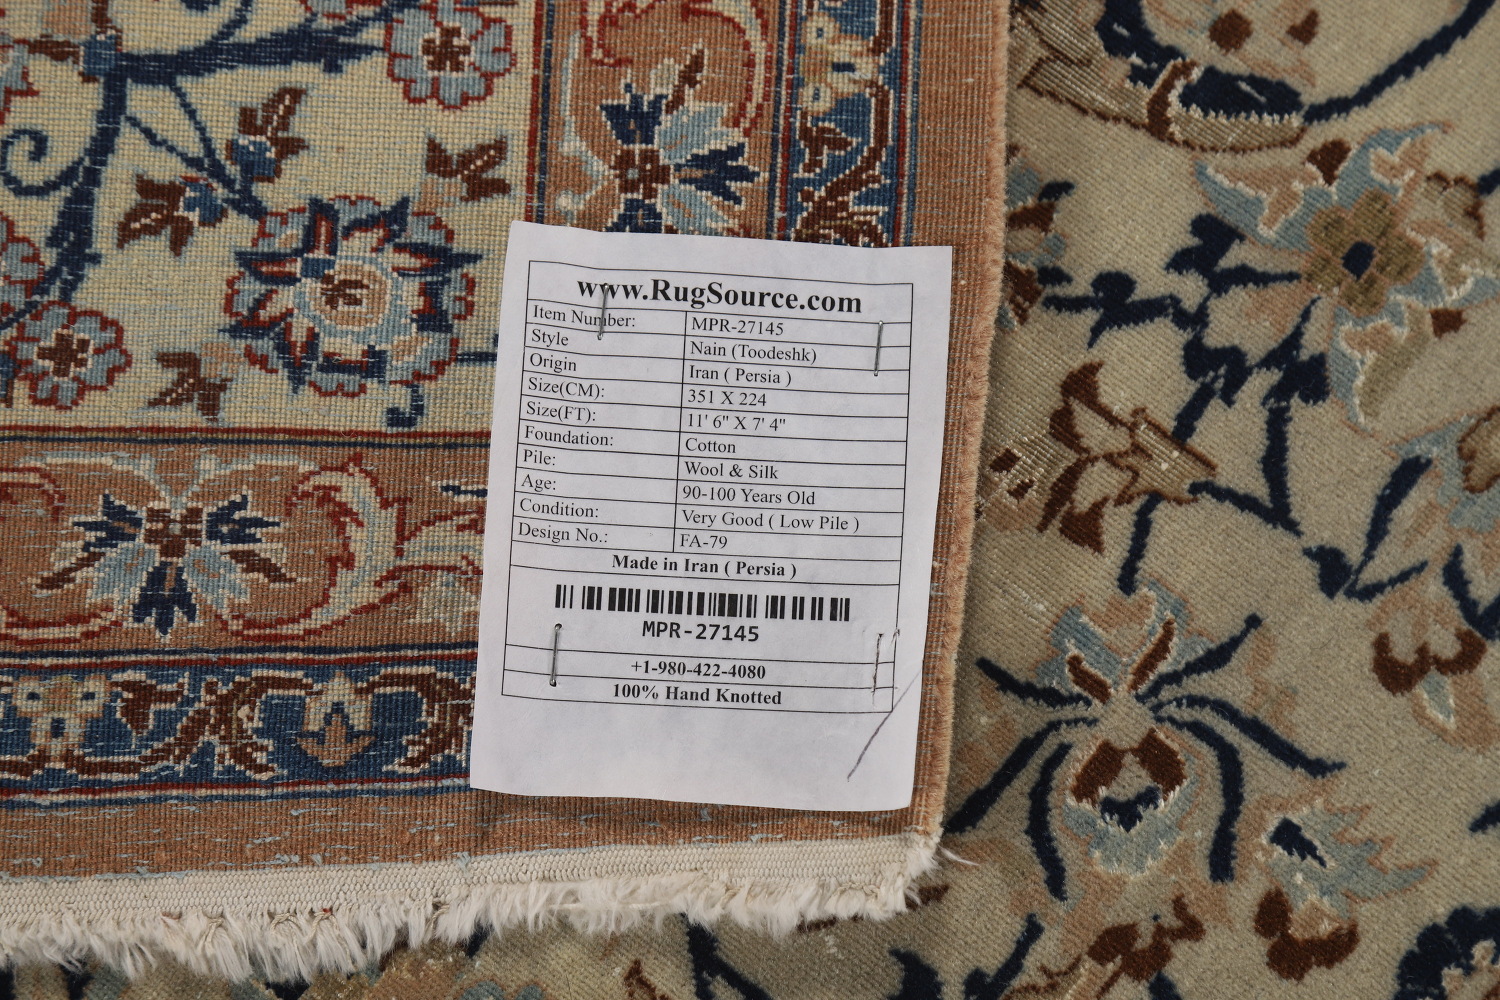 www.RugSource.com
Item Number: MPR-27145
Style Nain (Toodeshk)
Origin Iran ( Persia )
Size(CM): 351 X 224
Size(FT): 11' 6" X 7' 4"
Foundation: Cotton
Pile: Wool & Silk
Age: 90-100 Years Old
Condition: Very Good ( Low Pile )
Design No.: FA-79
Made in Iran ( Persia )
MPR-27145
+1-980-422-4080
100% Hand Knotted